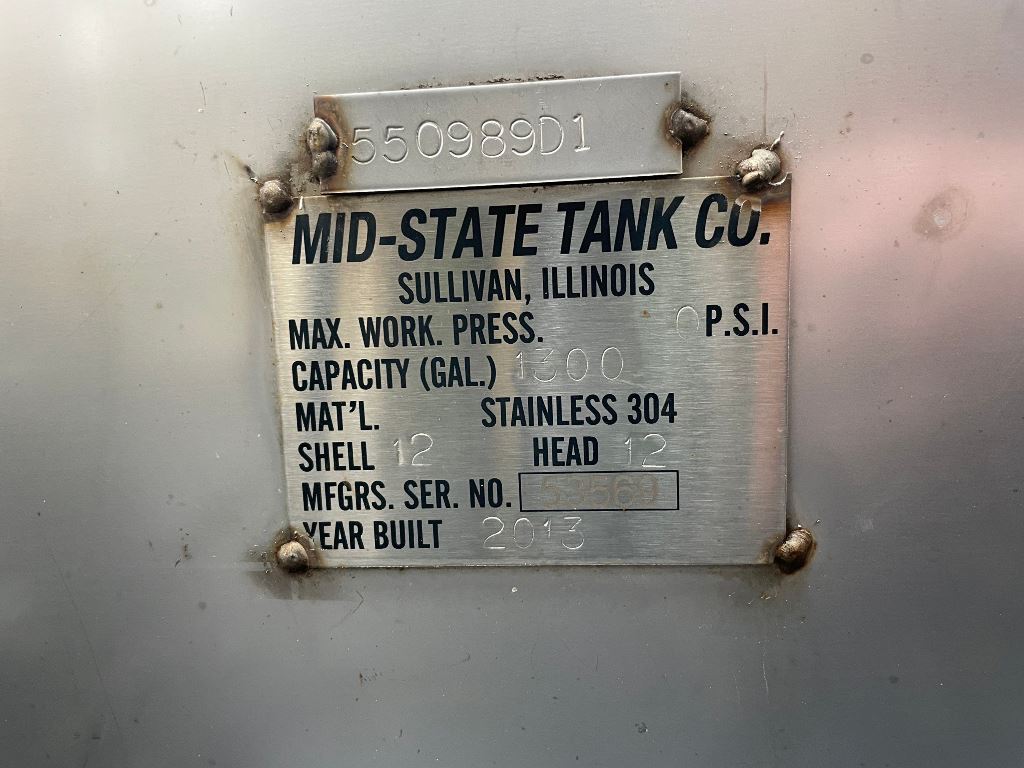 550989D1
MID-STATE TANK CO.
SULLIVAN, ILLINOIS
MAX. WORK. PRESS. 0 P.S.I.
CAPACITY (GAL.) 1300
MAT'L. STAINLESS 304
SHELL 12 HEAD 12
MFGRS. SER. NO. 53569
YEAR BUILT 2013